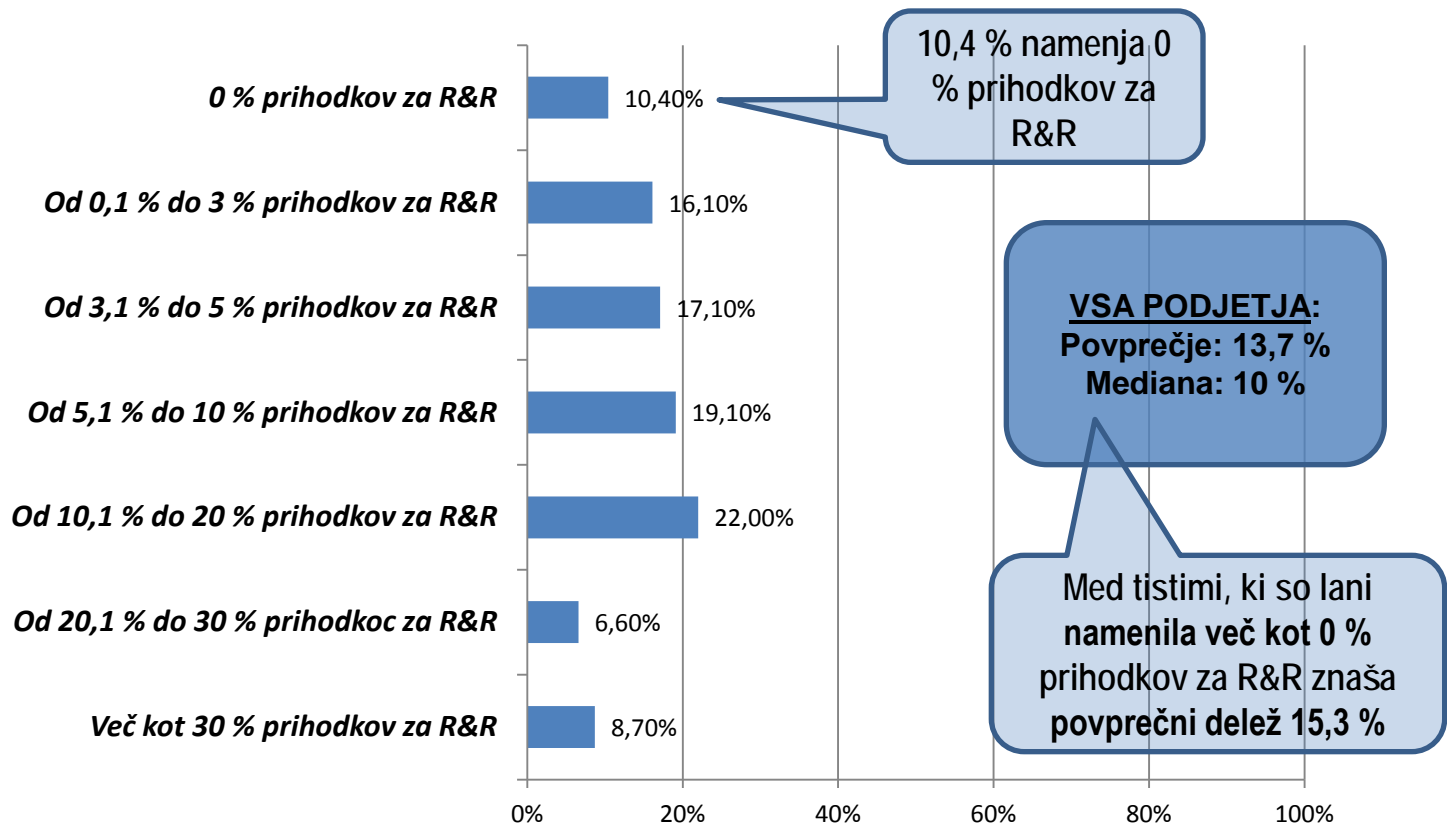 10,4 % namenja 0
% prihodkov za
R&R
0 % prihodkov za R&R
10,40%
Od 0,1 % do 3 % prihodkov za R&R
16,10%
Od 3,1 % do 5 % prihodkov za R&R
17,10%
VSA PODJETJA:
Povprečje: 13,7 %
Mediana: 10 %
Od 5,1 % do 10 % prihodkov za R&R
19,10%
Od 10,1 % do 20 % prihodkov za R&R
22,00%
Od 20,1 % do 30 % prihodkoc za R&R
6,60%
Med tistimi, ki so lani
namenila več kot 0 %
prihodkov za R&R znaša
povprečni delež 15,3 %
Več kot 30 % prihodkov za R&R
8,70%
0%
20%
40%
60%
80%
100%